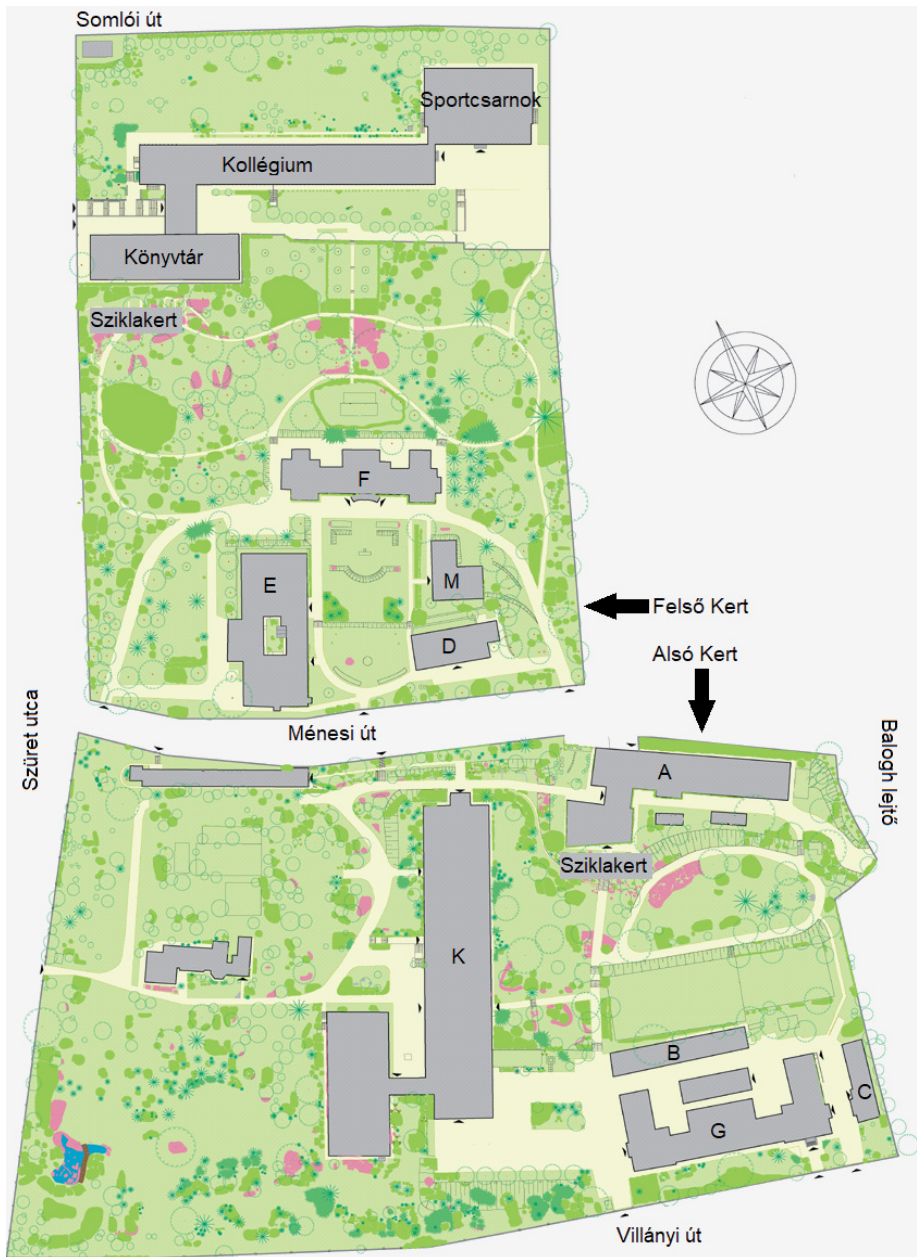 Somlói út
Sportcsarnok
Kollégium
Könyvtár
Sziklakert
F
E
M
D
Felső Kert
Alsó Kert
Szüret utca
Ménesi út
Balogh lejtő
A
Sziklakert
K
B
C
G
Villányi út